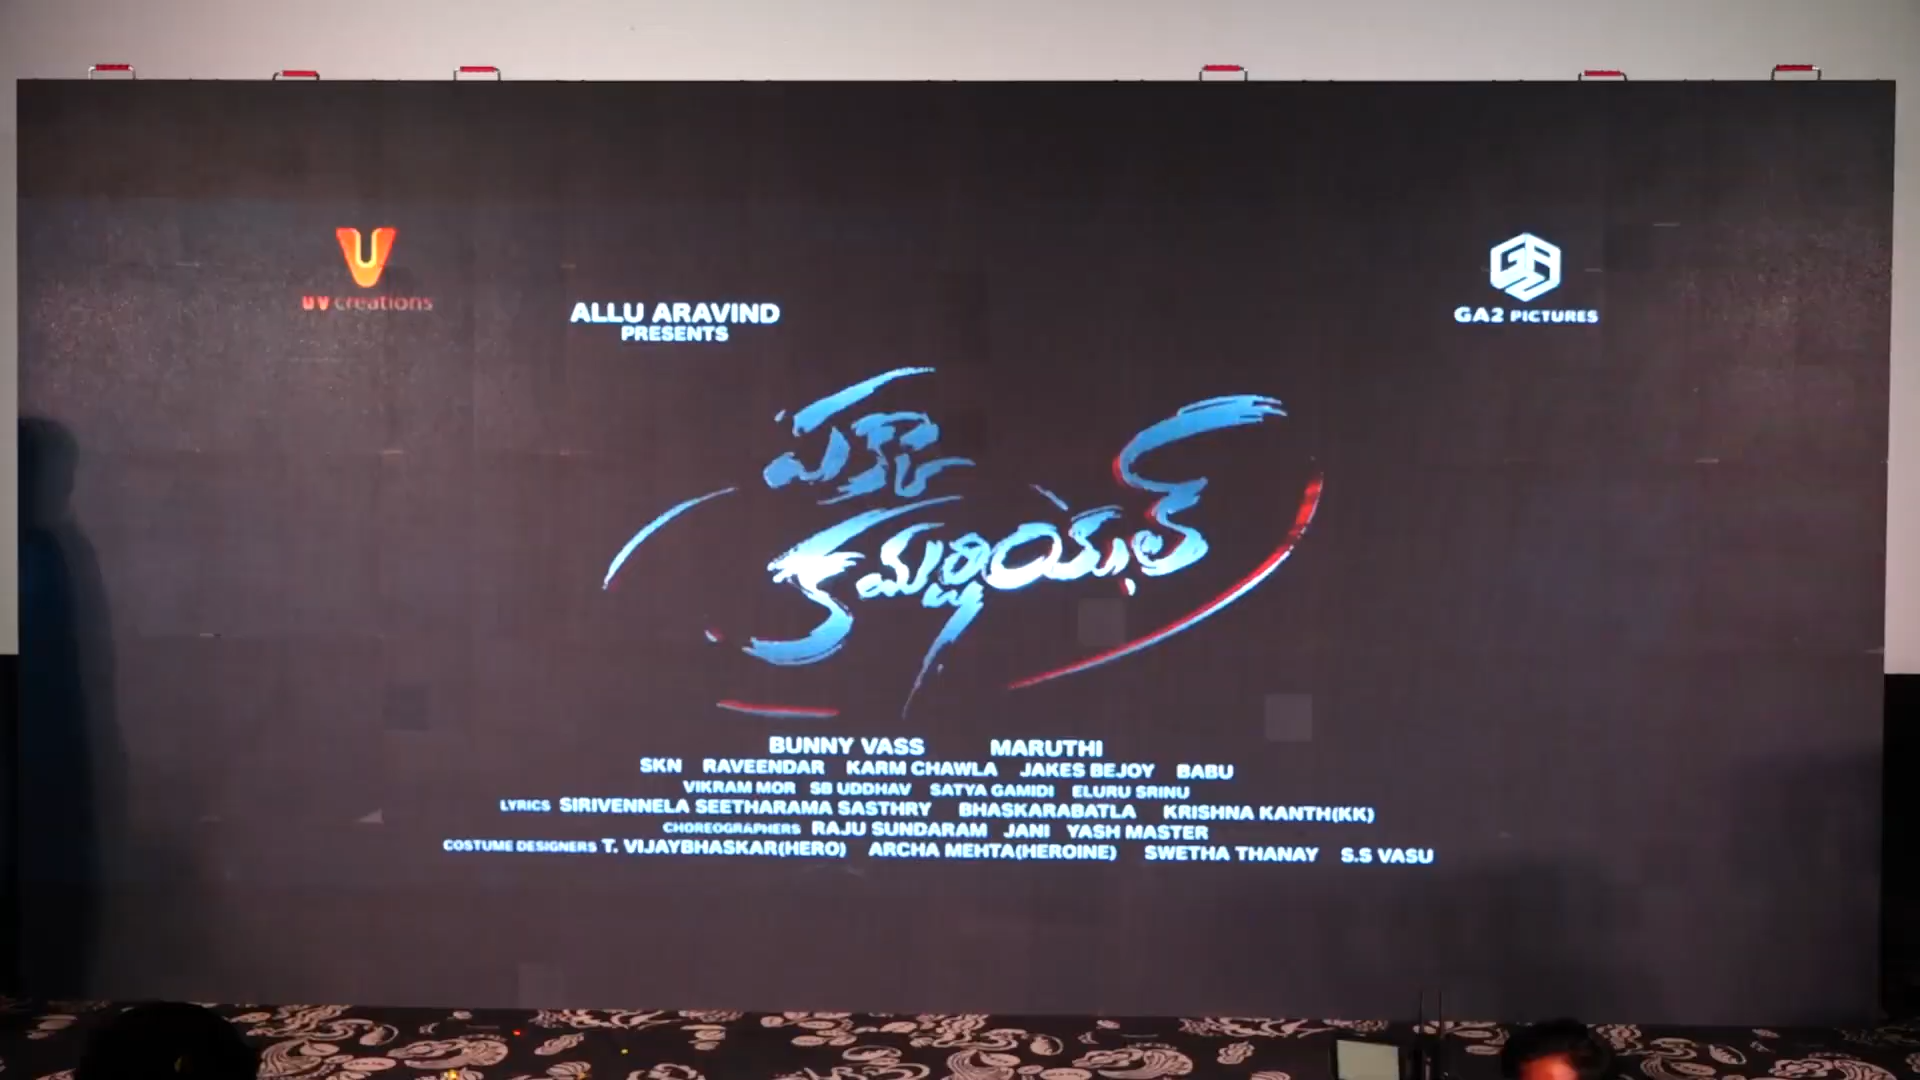 UV creations
GA2 PICTURES
ALLU ARAVIND
PRESENTS
పక్కా
కమర్షియల్
BUNNY VASS MARUTHI
SKN RAVEENDAR KARM CHAWLA JAKES BEJOY BABU
VIKRAM MOR SB UDDHAV SATYA GAMIDI ELURU SRINU
LYRICS SIRIVENNELA SEETHARAMA SASTHRY BHASKARABATLA KRISHNA KANTH(KK)
CHOREOGRAPHERS RAJU SUNDARAM JANI YASH MASTER
COSTUME DESIGNERS T. VIJAYBHASKAR(HERO) ARCHA MEHTA(HEROINE) SWETHA THANAY S.S VASU